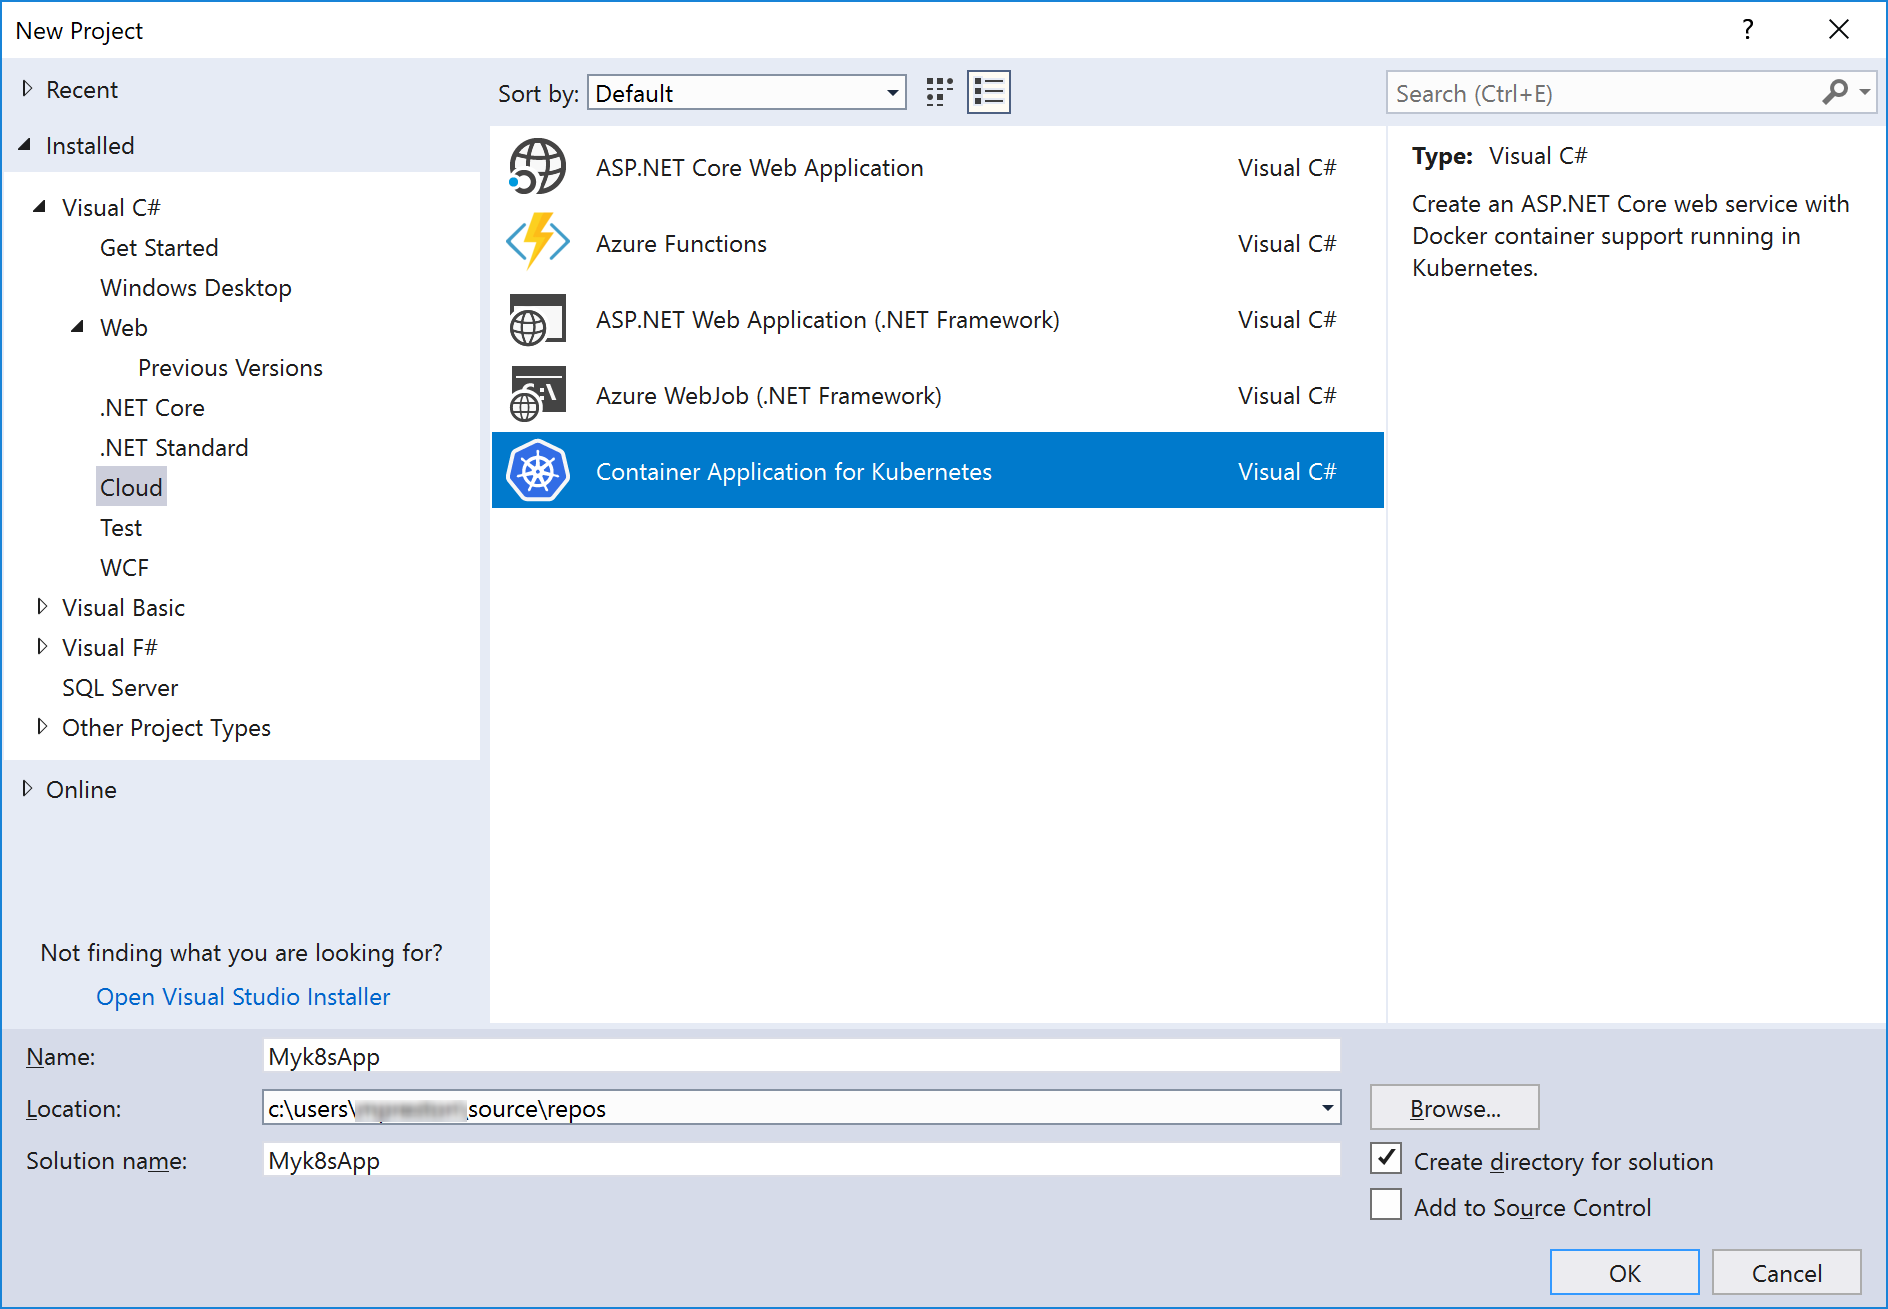 New Project
?
Recent
Installed
Visual C#
Get Started
Windows Desktop
Web
Previous Versions
.NET Core
.NET Standard
Cloud
Test
WCF
Visual Basic
Visual F#
SQL Server
Other Project Types
Online
Not finding what you are looking for?
Open Visual Studio Installer
Sort by: Default
ASP.NET Core Web Application Visual C#
Azure Functions Visual C#
ASP.NET Web Application (.NET Framework) Visual C#
Azure WebJob (.NET Framework) Visual C#
Container Application for Kubernetes Visual C#
Search (Ctrl+E)
Type: Visual C#
Create an ASP.NET Core web service with
Docker container support running in
Kubernetes.
Name: Myk8sApp
Location: c:\users\ \source\repos
Browse...
Solution name: Myk8sApp
Create directory for solution
Add to Source Control
OK
Cancel